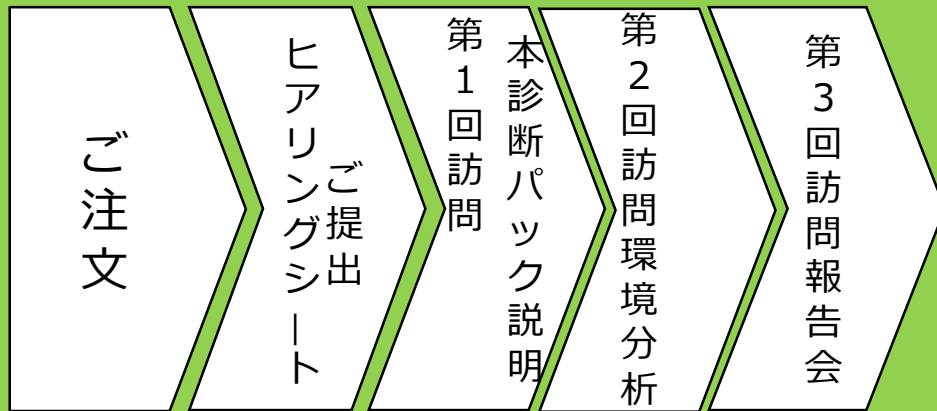 ご注文
ヒアリングシート
ご提出
第1回訪問
本診断パック説明
第2回訪問環境分析
第3回訪問報告会